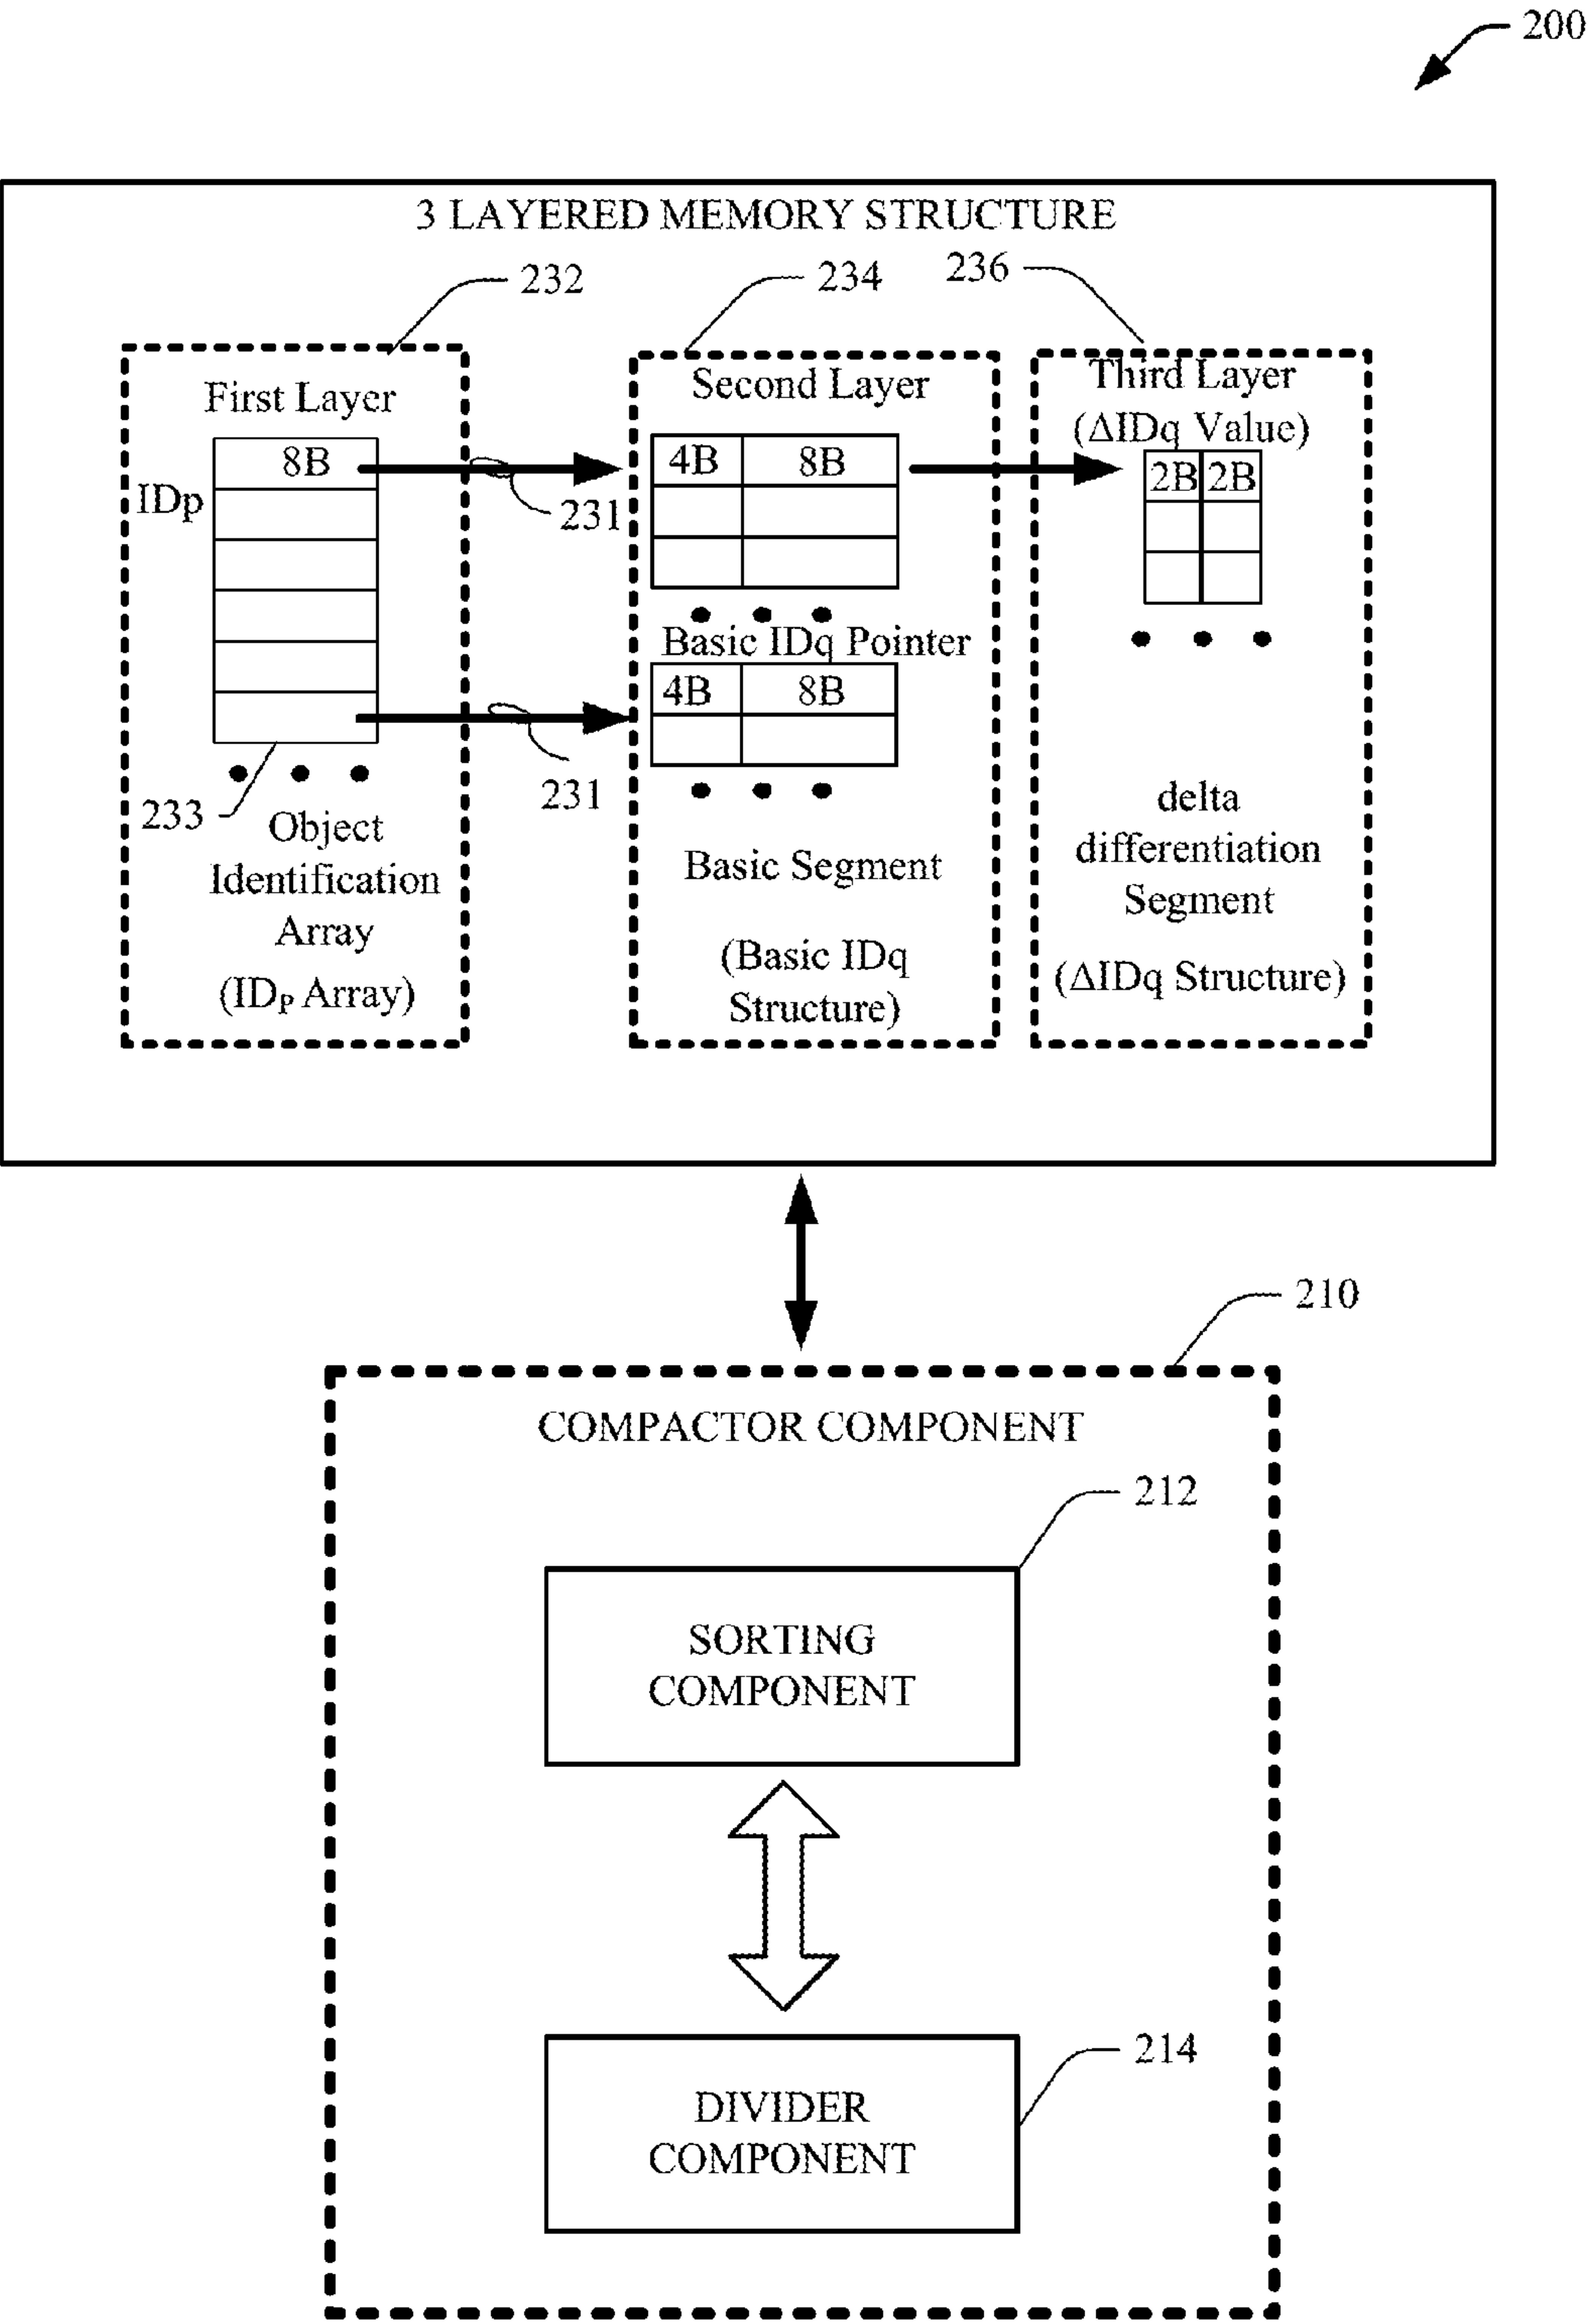 200
3 LAYERED MEMORY STRUCTURE
232
234
236
First Layer
8B
IDp
231
231
233
Object
Identification
Array
(IDP Array)
Second Layer
4B 8B
Basic IDq Pointer
4B 8B
Basic Segment
(Basic IDq
Structure)
Third Layer
(ΔIDq Value)
2B 2B
delta
differentiation
Segment
(ΔIDq Structure)
210
COMPACTOR COMPONENT
212
SORTING
COMPONENT
214
DIVIDER
COMPONENT